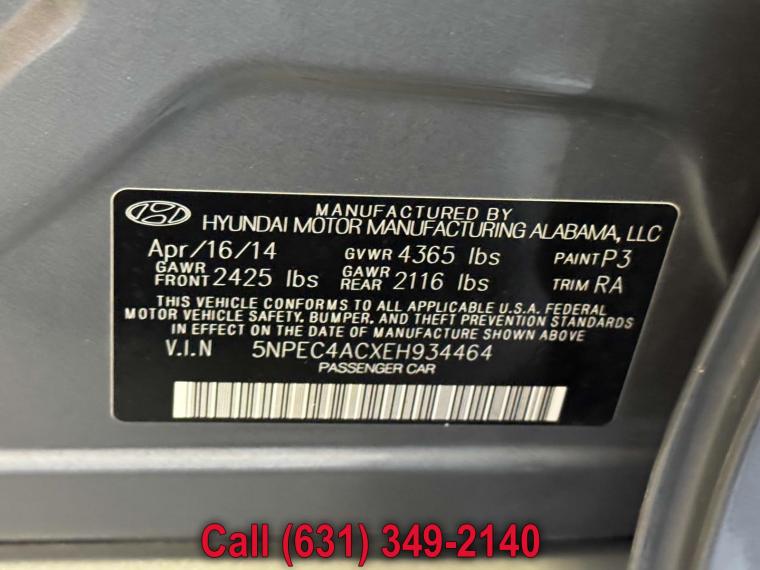 MANUFACTURED BY
HYUNDAI MOTOR MANUFACTURING ALABAMA, LLC
Apr/16/14 GVWR 4365 lbs PAINT P3
GAWR FRONT 2425 lbs GAWR REAR 2116 lbs TRIM RA
THIS VEHICLE CONFORMS TO ALL APPLICABLE U.S.A. FEDERAL
MOTOR VEHICLE SAFETY, BUMPER, AND THEFT PREVENTION STANDARDS
IN EFFECT ON THE DATE OF MANUFACTURE SHOWN ABOVE
V.I.N 5NPEC4ACXEH934464
PASSENGER CAR
Call (631) 349-2140